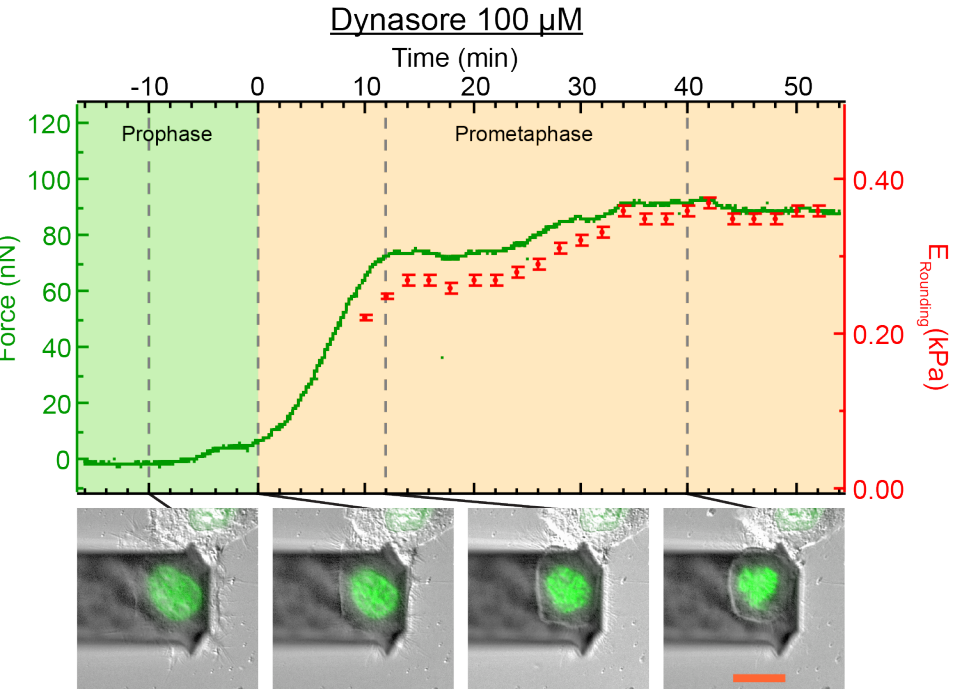 Dynasore 100 µM
Time (min)
-10 0 10 20 30 40 50
Prophase Prometaphase
120
100
80
60
40
20
0
Force (nN)
0.40
0.20
0.00
E Rounding (kPa)